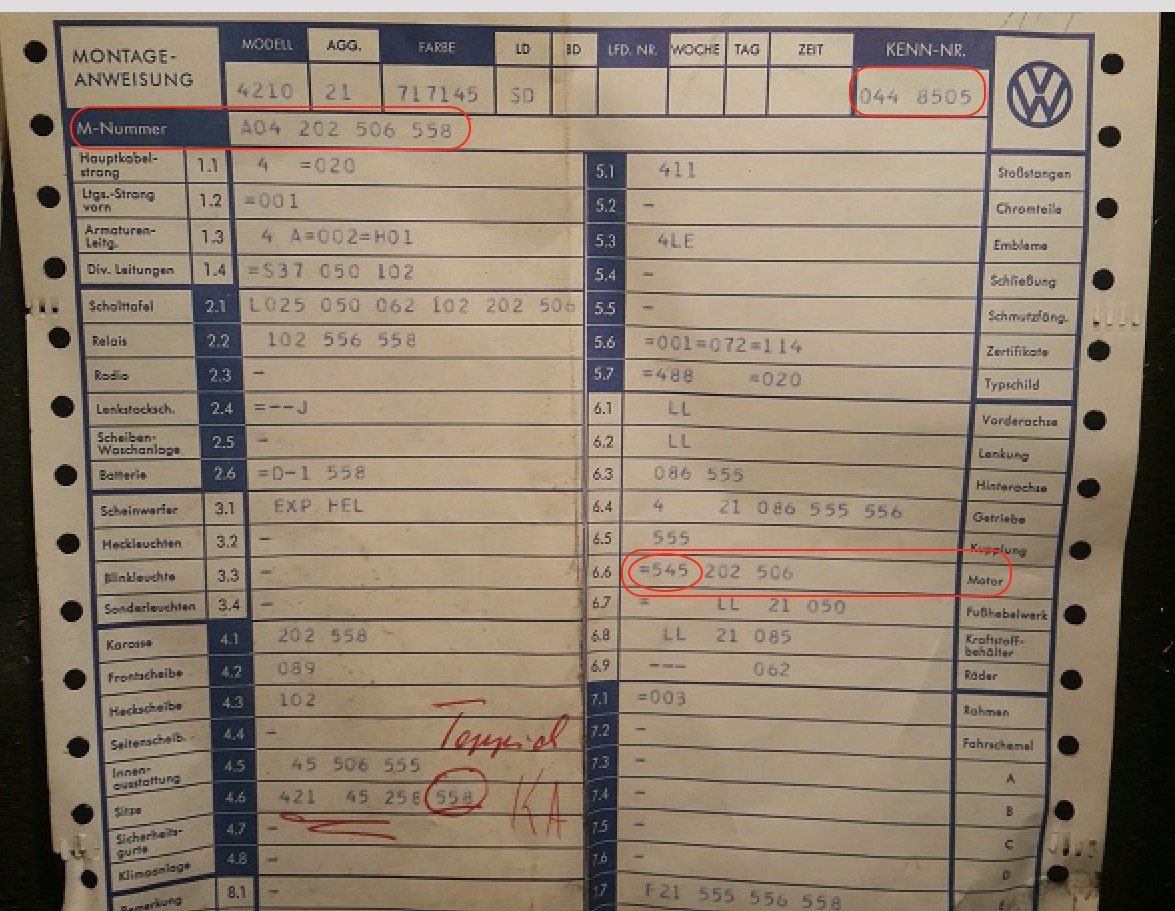 MONTAGE-ANWEISUNG
MODELL AGG. FARBE LD BD LFD. NR. WOCHE TAG ZEIT KENN-NR.
4210 21 717145 SD 044 8505
M-Nummer A04 202 506 558
Hauptkabel-strang 1.1 4 =020
Ltgs.-Strang vorn 1.2 =001
Armaturen-Leitg. 1.3 4 A=002=H01
Div. Leitungen 1.4 =S37 050 102
Schalttafel 2.1 L025 050 062 102 202 506
Relais 2.2 102 556 558
Radio 2.3 -
Lenkstocksch. 2.4 =--J
Scheiben-Waschanlage 2.5 -
Batterie 2.6 =D-1 558
Scheinwerfer 3.1 EXP HEL
Heckleuchten 3.2 -
Blinkleuchte 3.3 -
Sonderleuchten 3.4 -
Karosse 4.1 202 558
Frontscheibe 4.2 089
Heckscheibe 4.3 102
Seitenscheib. 4.4 -
Innen-ausstattung 4.5 45 506 555
Sitze 4.6 421 45 258 558
Sicherheits-gurte 4.7 -
Klimaanlage 4.8 -
Bemerkung 8.1 -
Teppich
KA
5.1 411 Stoßstangen
5.2 - Chromteile
5.3 4LE Embleme
5.4 - Schließung
5.5 - Schmutzfäng.
5.6 =001=072=114 Zertifikate
5.7 =488 =020 Typschild
6.1 LL Vorderachse
6.2 LL Lenkung
6.3 086 555 Hinterachse
6.4 4 21 086 555 556 Getriebe
6.5 555 Kupplung
6.6 =545 202 506 Motor
6.7 = LL 21 050 Fußhebelwerk
6.8 LL 21 085 Kraftstoff-behälter
6.9 --- 062 Räder
7.1 =003 Rahmen
7.2 - Fahrschemel
7.3 - A
7.4 - B
7.5 - C
7.6 - D
7.7 F21 555 556 558 E